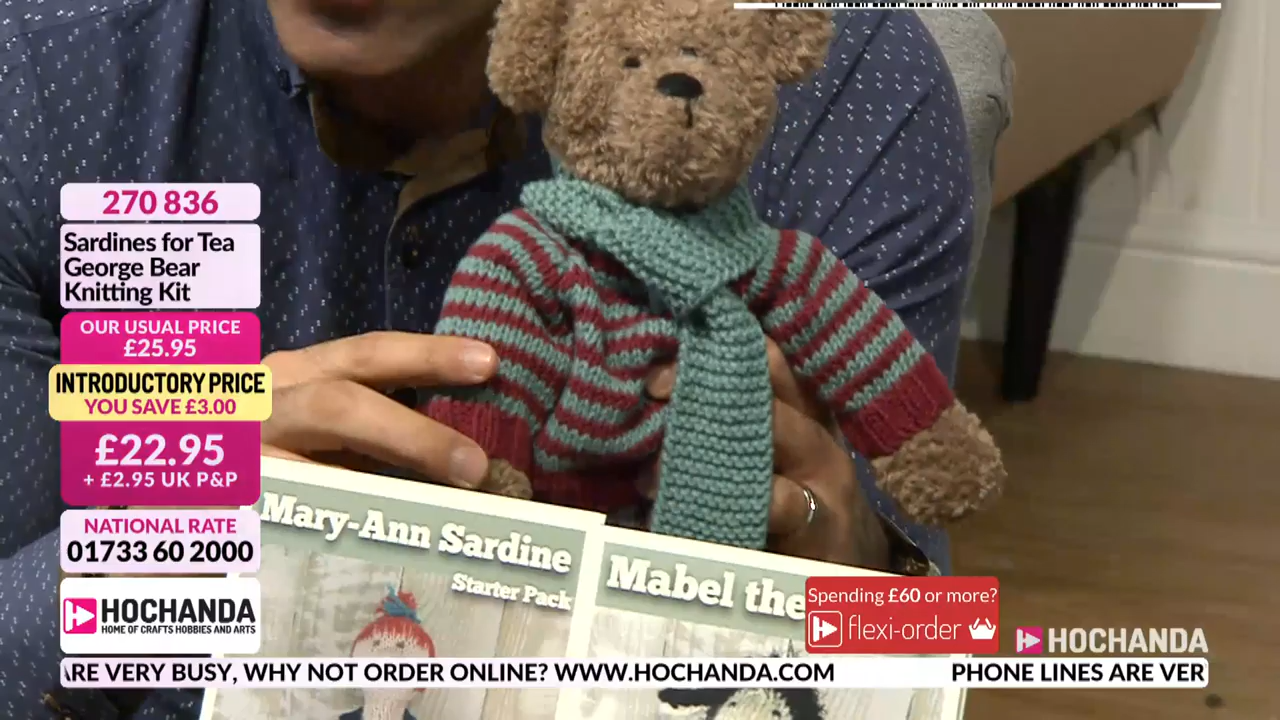 270 836
Sardines for Tea
George Bear
Knitting Kit
OUR USUAL PRICE
£25.95
INTRODUCTORY PRICE
YOU SAVE £3.00
£22.95
+ £2.95 UK P&P
NATIONAL RATE
01733 60 2000
HOCHANDA
HOME OF CRAFTS HOBBIES AND ARTS
Mary-Ann Sardine
Starter Pack
Mabel the
Spending £60 or more?
flexi-order
HOCHANDA
ARE VERY BUSY, WHY NOT ORDER ONLINE? WWW.HOCHANDA.COM PHONE LINES ARE VER